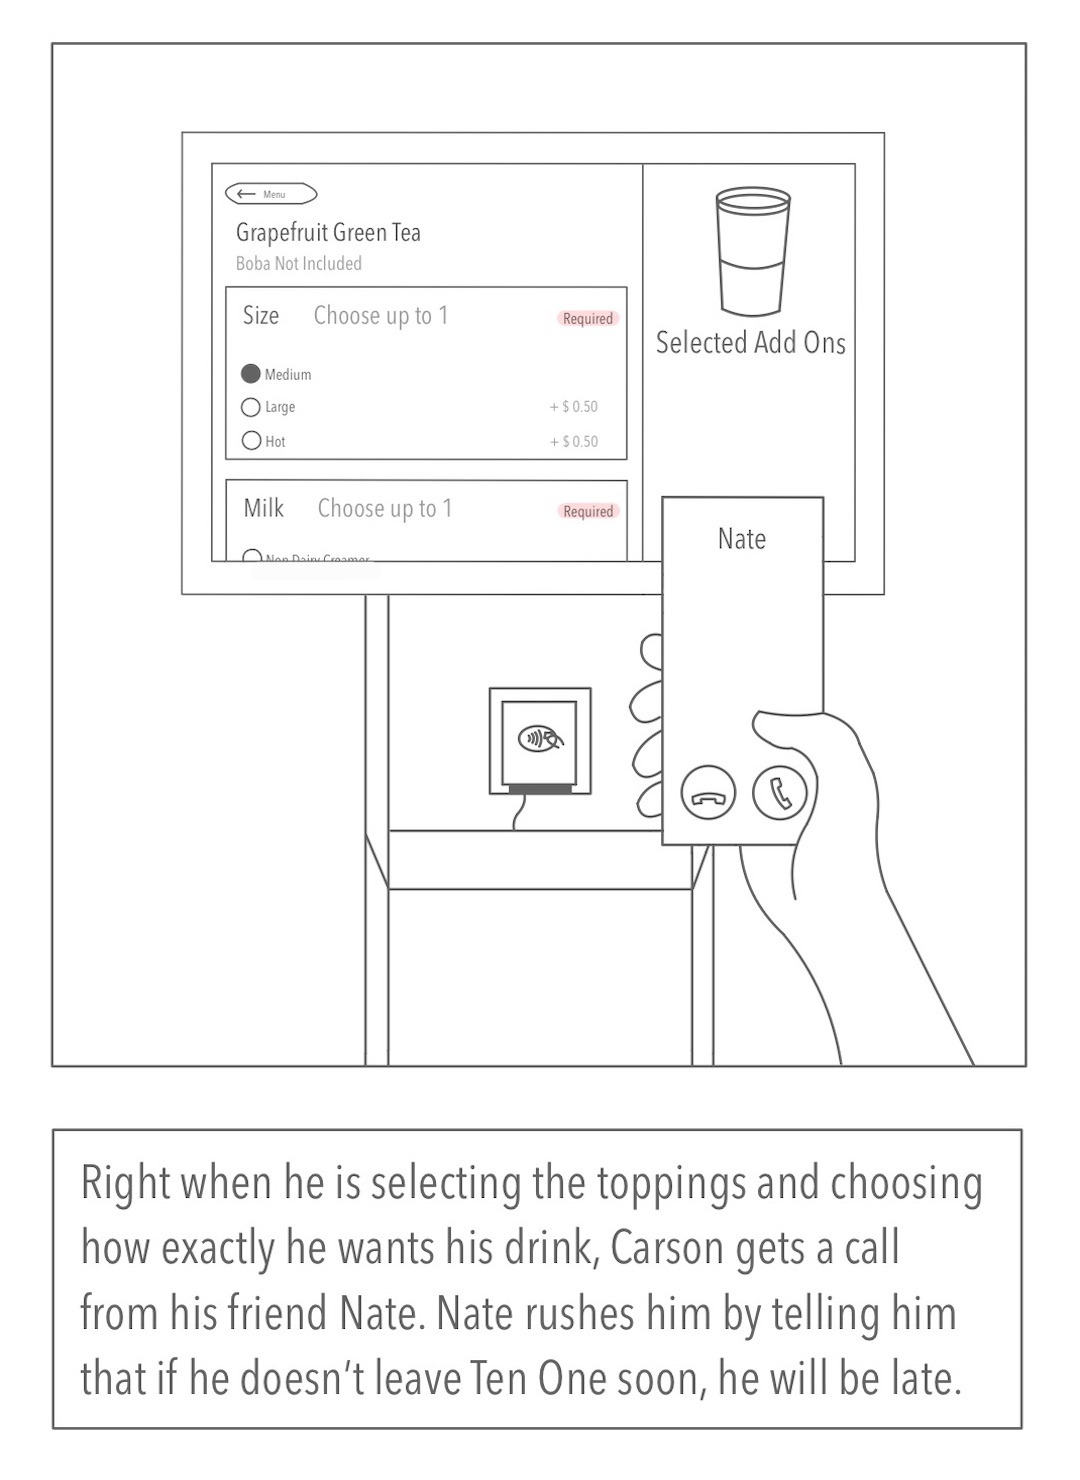 Menu
Grapefruit Green Tea
Boba Not Included
Size Choose up to 1 Required
Medium
Large + $ 0.50
Hot + $ 0.50
Milk Choose up to 1 Required
Non Dairy Creamer
Selected Add Ons
Nate
Right when he is selecting the toppings and choosing
how exactly he wants his drink, Carson gets a call
from his friend Nate. Nate rushes him by telling him
that if he doesn't leave Ten One soon, he will be late.